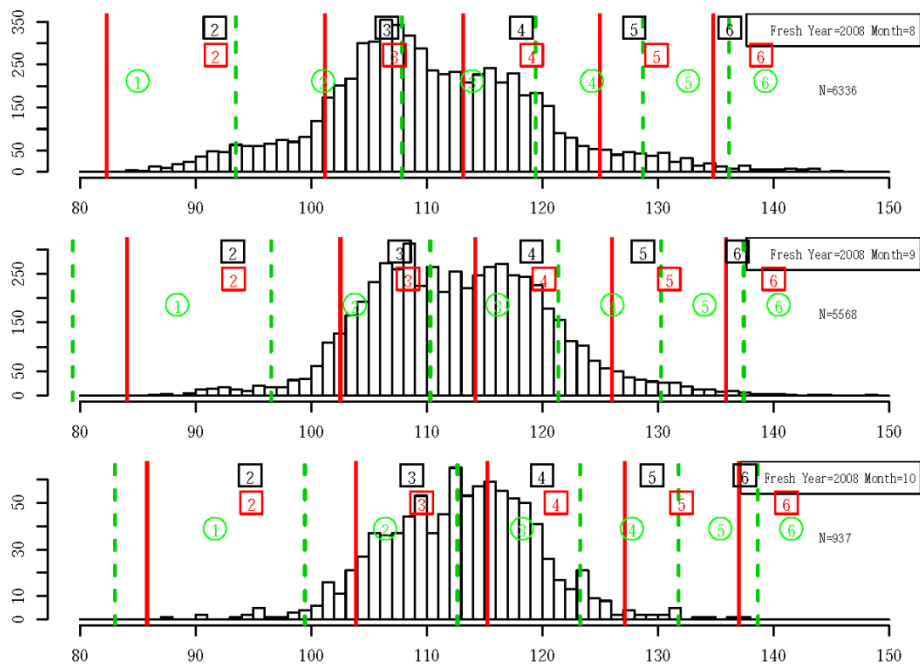 350
250
150
50
0
2 3 4 5 6
Fresh Year=2008 Month=8
2 3 4 5 6
1 2 3 4 5 6
N=6336
80 90 100 110 120 130 140 150
250
150
50
0
2 3 4 5 6
Fresh Year=2008 Month=9
2 3 4 5 6
1 2 3 4 5 6
N=5568
80 90 100 110 120 130 140 150
50
30
10
0
2 3 4 5 6
Fresh Year=2008 Month=10
2 3 4 5 6
1 2 3 4 5 6
N=937
80 90 100 110 120 130 140 150